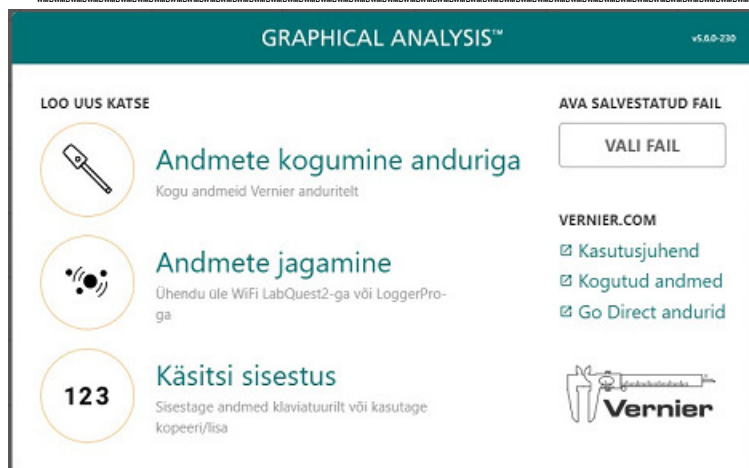 GRAPHICAL ANALYSIS™
v5.6.0-230
LOO UUS KATSE
Andmete kogumine anduriga
Kogu andmeid Vernier anduritelt
Andmete jagamine
Ühendu üle WiFi LabQuest2-ga või LoggerPro-
ga
123
Käsitsi sisestus
Sisestage andmed klaviatuurilt või kasutage
kopeeri/lisa
AVA SALVESTATUD FAIL
VALI FAIL
VERNIER.COM
Kasutusjuhend
Kogutud andmed
Go Direct andurid
Vernier